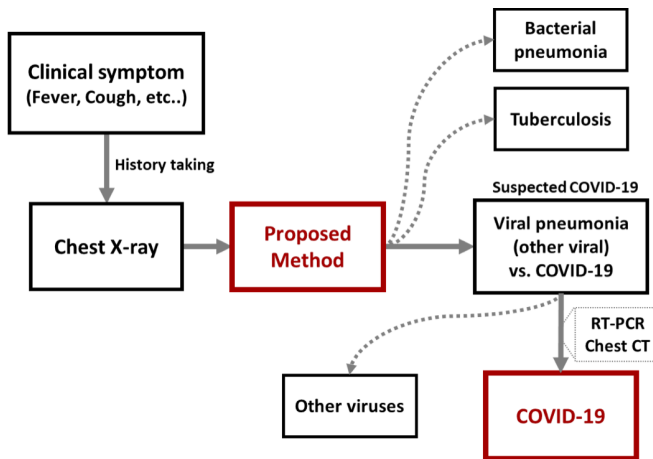 Clinical symptom
(Fever, Cough, etc..)
History taking
Chest X-ray
Proposed
Method
Bacterial
pneumonia
Tuberculosis
Suspected COVID-19
Viral pneumonia
(other viral)
vs. COVID-19
RT-PCR
Chest CT
Other viruses
COVID-19